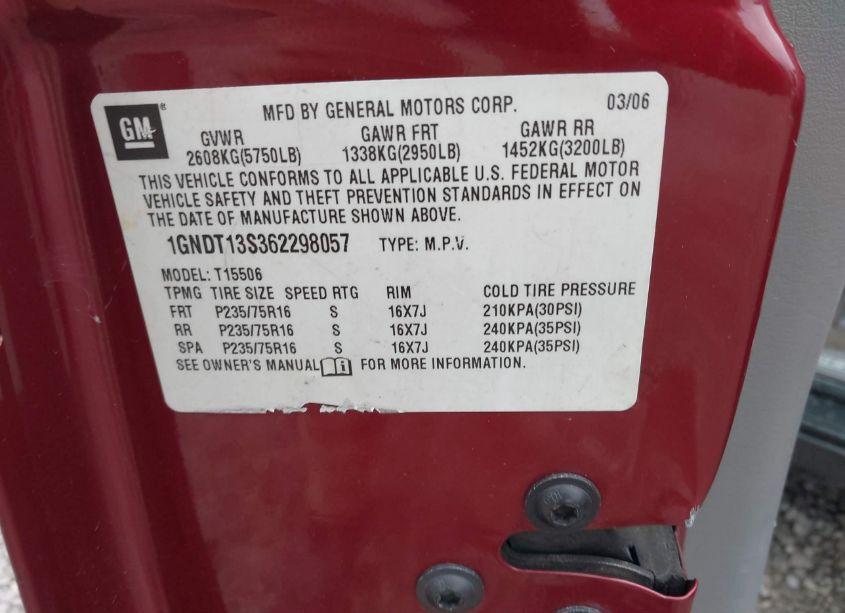 GM® MFD BY GENERAL MOTORS CORP. 03/06
GVWR GAWR FRT GAWR RR
2608KG(5750LB) 1338KG(2950LB) 1452KG(3200LB)
THIS VEHICLE CONFORMS TO ALL APPLICABLE U.S. FEDERAL MOTOR
VEHICLE SAFETY AND THEFT PREVENTION STANDARDS IN EFFECT ON
THE DATE OF MANUFACTURE SHOWN ABOVE.
1GNDT13S362298057 TYPE: M.P.V.
MODEL: T15506
TPMG TIRE SIZE SPEED RTG RIM COLD TIRE PRESSURE
FRT P235/75R16 S 16X7J 210KPA(30PSI)
RR P235/75R16 S 16X7J 240KPA(35PSI)
SPA P235/75R16 S 16X7J 240KPA(35PSI)
SEE OWNER'S MANUAL FOR MORE INFORMATION.